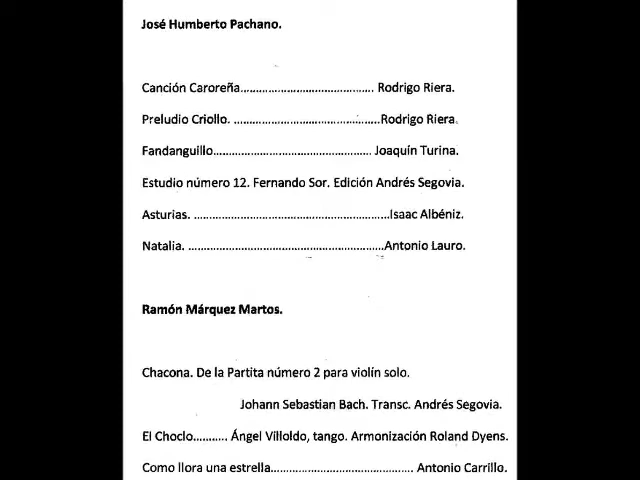 José Humberto Pachano.
Canción Caroreña.......................................... Rodrigo Riera.
Preludio Criollo. ..............................................Rodrigo Riera.
Fandanguillo.................................................. Joaquín Turina.
Estudio número 12. Fernando Sor. Edición Andrés Segovia.
Asturias. .............................................................Isaac Albéniz.
Natalia. .............................................................Antonio Lauro.
Ramón Márquez Martos.
Chacona. De la Partita número 2 para violín solo.
Johann Sebastian Bach. Transc. Andrés Segovia.
El Choclo........... Ángel Villoldo, tango. Armonización Roland Dyens.
Como llora una estrella............................................. Antonio Carrillo.